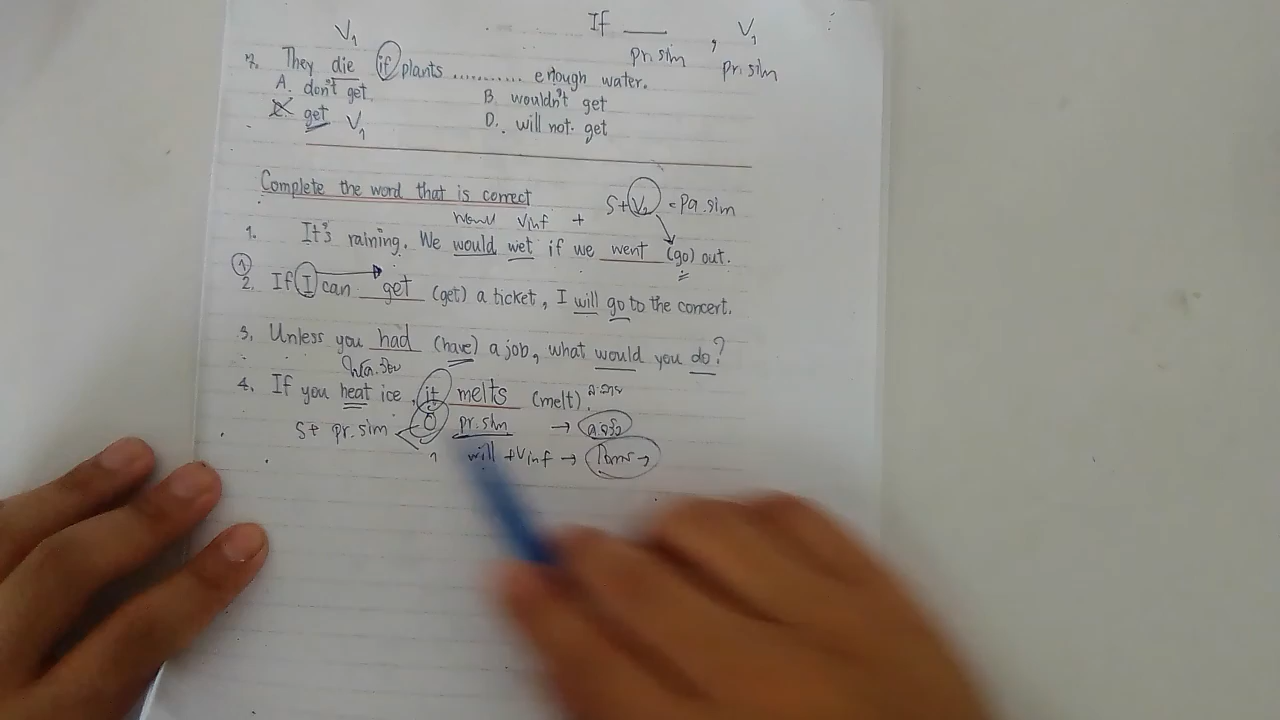 V₁ If ___ , V₁
pr.sim pr.sim
7. They die if plants ............ enough water.
A. don't get B. wouldn't get
C. get V₁ D. will not get
Complete the word that is correct
S+V₂ = Pa.sim
would Vinf +
1. It's raining. We would wet if we went (go) out.
①
2. If I can get (get) a ticket, I will go to the concert.
3. Unless you had (have) a job, what would you do?
4. If you heat ice, it melts (melt).
S+ pr.sim 0 pr.sim →
1 will +Vinf →